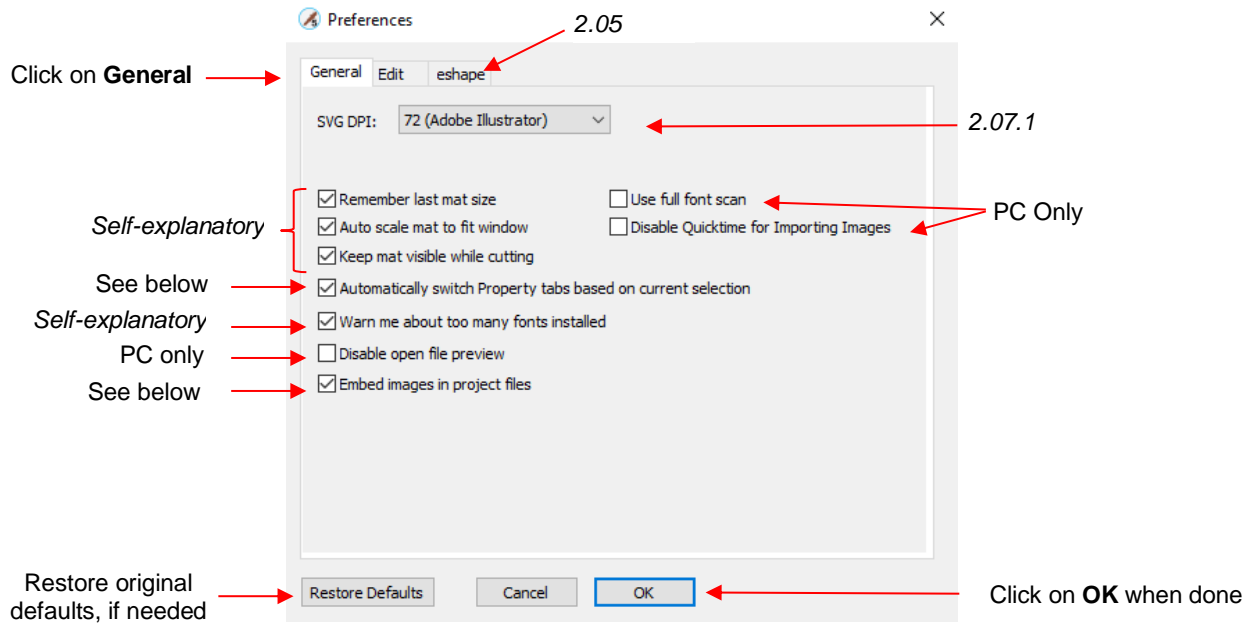 Preferences
2.05
Click on General
General Edit eshape
SVG DPI: 72 (Adobe Illustrator)
2.07.1
Remember last mat size
Use full font scan
PC Only
Self-explanatory
Auto scale mat to fit window
Disable Quicktime for Importing Images
Keep mat visible while cutting
See below
Automatically switch Property tabs based on current selection
Self-explanatory
Warn me about too many fonts installed
PC only
Disable open file preview
See below
Embed images in project files
Restore original
defaults, if needed
Restore Defaults
Cancel
OK
Click on OK when done